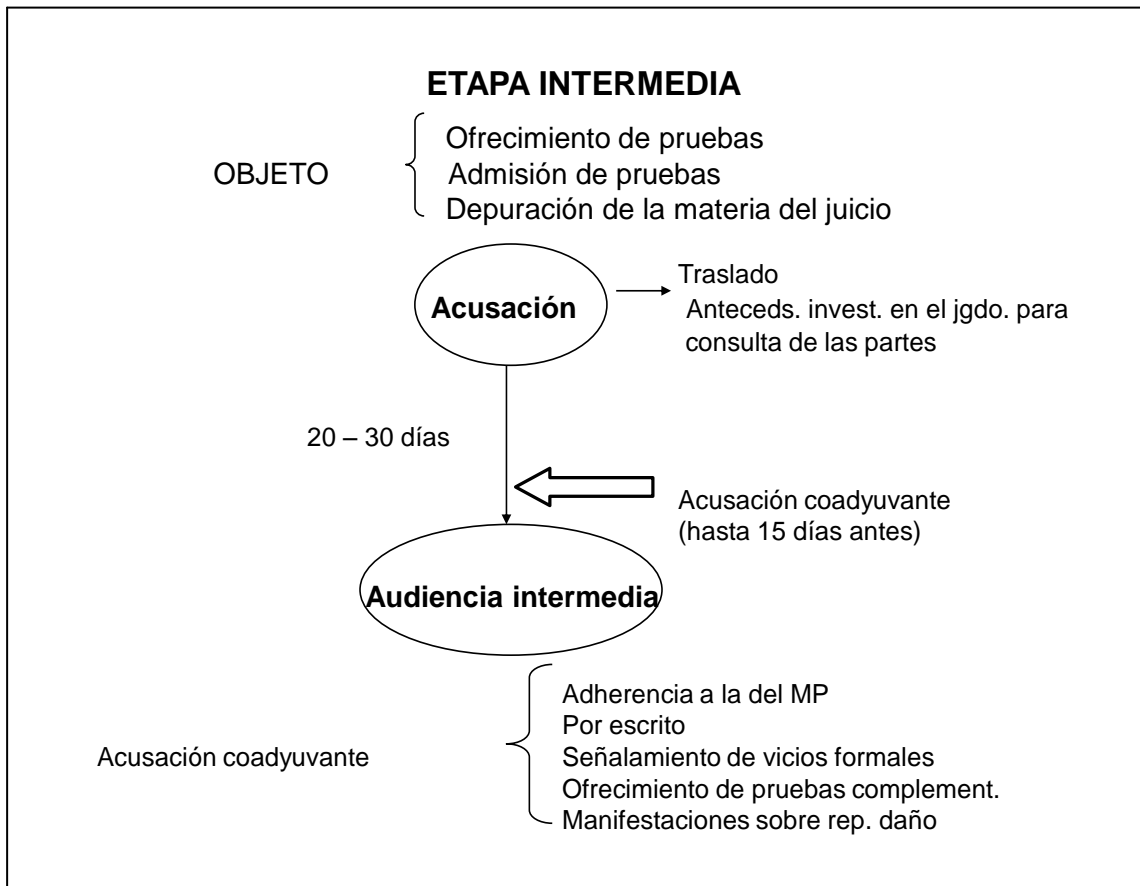 ETAPA INTERMEDIA
OBJETO
Ofrecimiento de pruebas
Admisión de pruebas
Depuración de la materia del juicio
Acusación
Traslado
Anteceds. invest. en el jgdo. para
consulta de las partes
20 – 30 días
Acusación coadyuvante
(hasta 15 días antes)
Audiencia intermedia
Acusación coadyuvante
Adherencia a la del MP
Por escrito
Señalamiento de vicios formales
Ofrecimiento de pruebas complement.
Manifestaciones sobre rep. daño